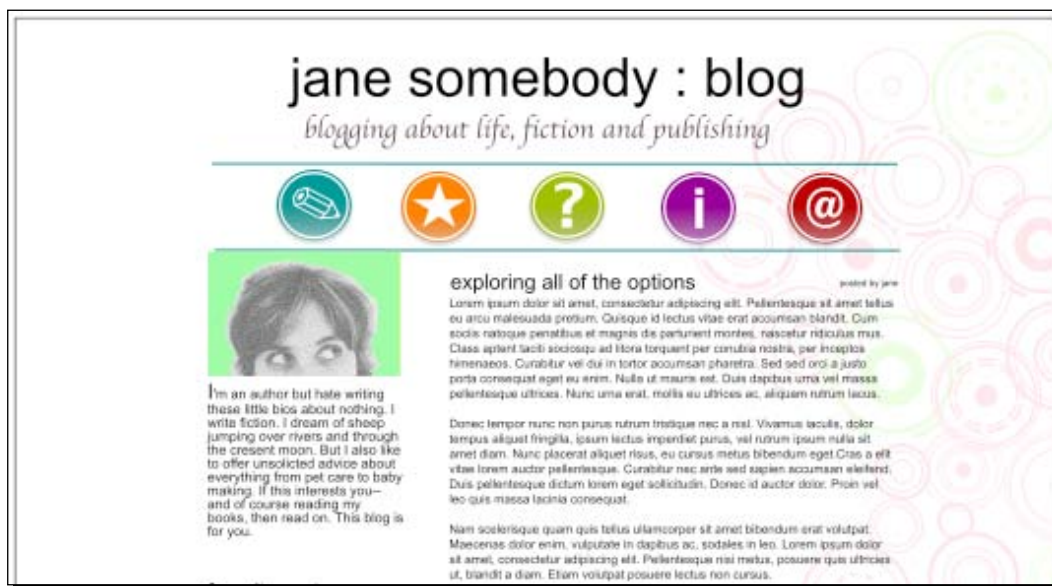 jane somebody : blog
blogging about life, fiction and publishing
?
i
@
I'm an author but hate writing
these little bios about nothing. I
write fiction. I dream of sheep
jumping over rivers and through
the cresent moon. But I also like
to offer unsolicted advice about
everything from pet care to baby
making. If this interests you--
and of course reading my
books, then read on. This blog is
for you.
exploring all of the options
posted by jane
Lorem ipsum dolor sit amet, consectetur adipiscing elit. Pellentesque sit amet tellus
eu arcu malesuada pretium. Quisque id lectus vitae erat accumsan blandit. Cum
sociis natoque penatibus et magnis dis parturient montes, nascetur ridiculus mus.
Class aptent taciti sociosqu ad litora torquent per conubia nostra, per inceptos
himenaeos. Curabitur vel dui in tortor accumsan pharetra. Sed sed orci a justo
porta consequat eget eu enim. Nulla ut mauris est. Duis dapibus urna vel massa
pellentesque ultrices. Nunc urna erat, mollis eu ultrices ac, aliquam rutrum lacus.
Donec tempor nunc non purus rutrum tristique nec a nisl. Vivamus iaculis, dolor
tempus aliquet fringilla, ipsum lectus imperdiet purus, vel rutrum ipsum nulla sit
amet diam. Nunc placerat aliquet risus, eu cursus metus bibendum eget.Cras a elit
vitae lorem auctor pellentesque. Curabitur nec ante sed sapien accumsan eleifend.
Duis pellentesque dictum lorem eget sollicitudin. Donec id auctor dolor. Proin vel
leo quis massa lacinia consequat.
Nam scelerisque quam quis tellus ullamcorper sit amet bibendum erat volutpat.
Maecenas dolor enim, vulputate in dapibus ac, sodales in leo. Lorem ipsum dolor
sit amet, consectetur adipiscing elit. Pellentesque nisi metus, posuere quis ultricies
ut, blandit a diam. Etiam volutpat posuere lectus non cursus.